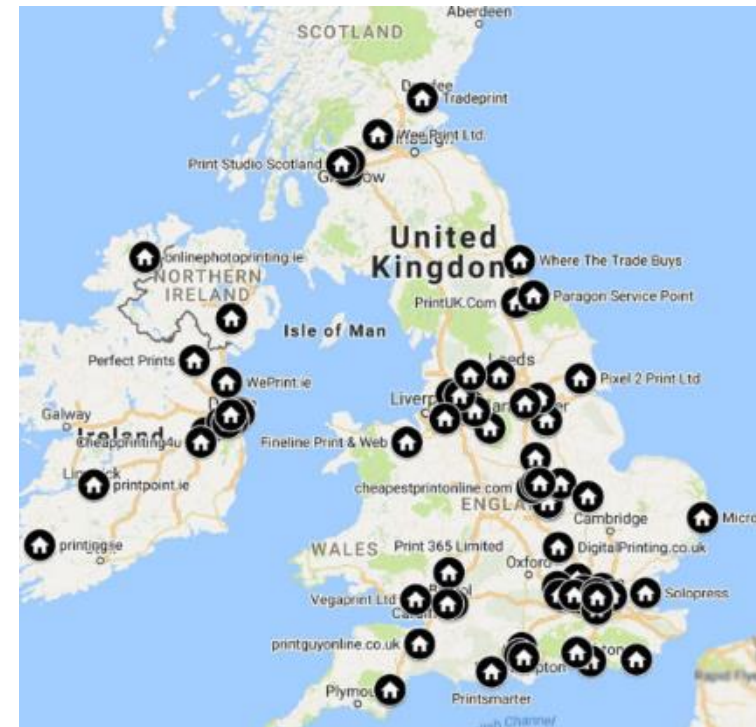 Aberdeen
SCOTLAND
Tradeprint
Wee Print Ltd.
Print Studio Scotland
United
Kingdom
onlinephotoprinting.ie
NORTHERN
IRELAND
Where The Trade Buys
PrintUK.Com
Paragon Service Point
Isle of Man
Perfect Prints
Leeds
WePrint.ie
Pixel 2 Print Ltd
Galway
Ireland
Cheapprinting4u
Fineline Print & Web
printpoint.ie
cheapestprintonline.com
ENGLA
Cambridge
Micro
printing.ie
WALES
Print 365 Limited
DigitalPrinting.co.uk
Oxford
Vegaprint Ltd
Solopress
printguyonline.co.uk
Printsmarter
Channel